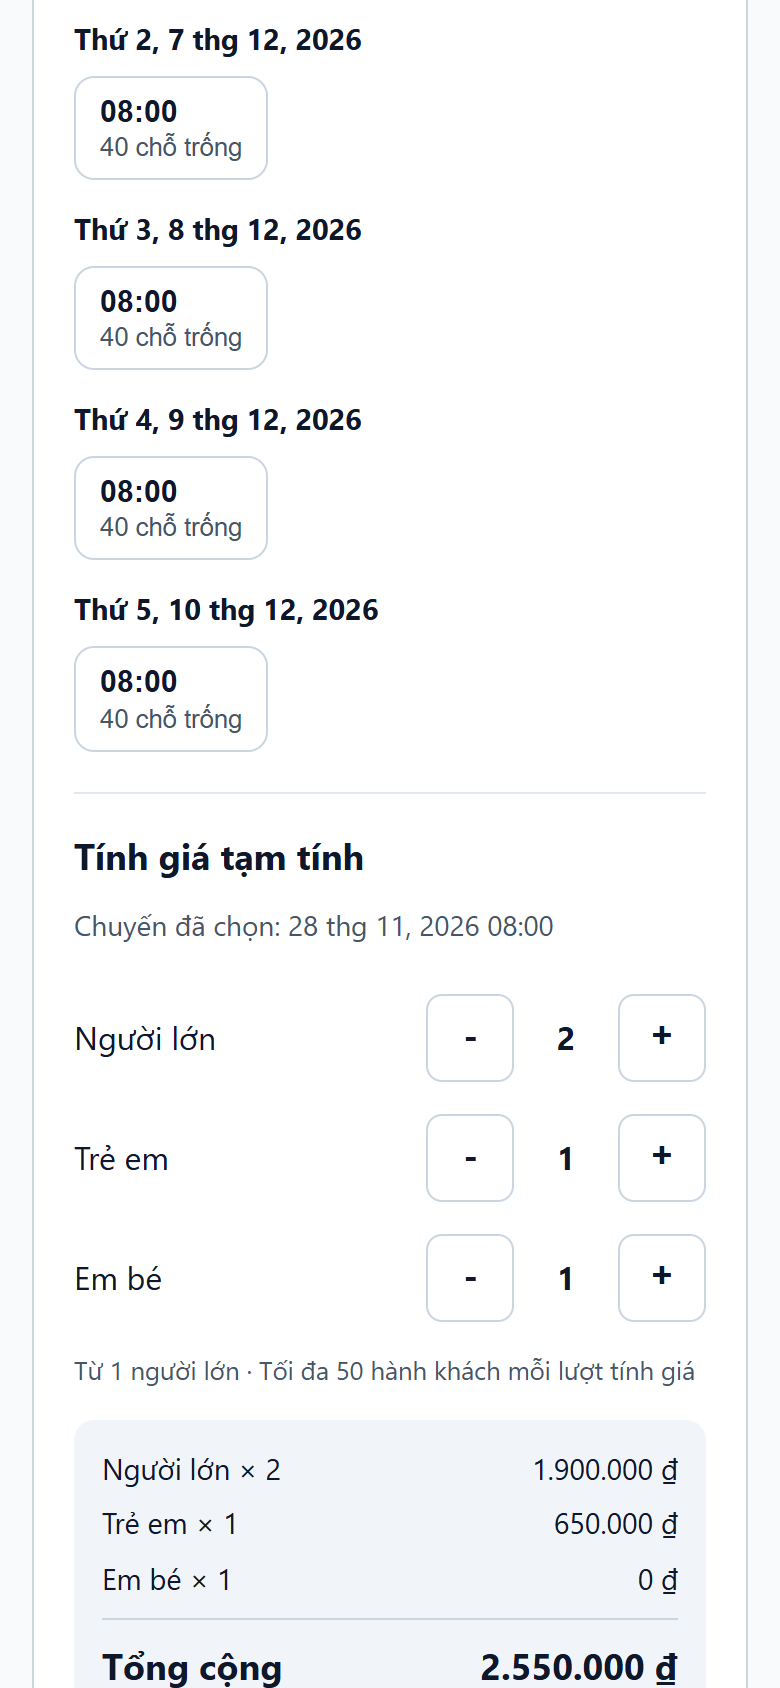 Thứ 2, 7 thg 12, 2026
08:00
40 chỗ trống
Thứ 3, 8 thg 12, 2026
08:00
40 chỗ trống
Thứ 4, 9 thg 12, 2026
08:00
40 chỗ trống
Thứ 5, 10 thg 12, 2026
08:00
40 chỗ trống
Tính giá tạm tính
Chuyến đã chọn: 28 thg 11, 2026 08:00
Người lớn - 2 +
Trẻ em - 1 +
Em bé - 1 +
Từ 1 người lớn · Tối đa 50 hành khách mỗi lượt tính giá
Người lớn × 2 1.900.000 ₫
Trẻ em × 1 650.000 ₫
Em bé × 1 0 ₫
Tổng cộng 2.550.000 ₫